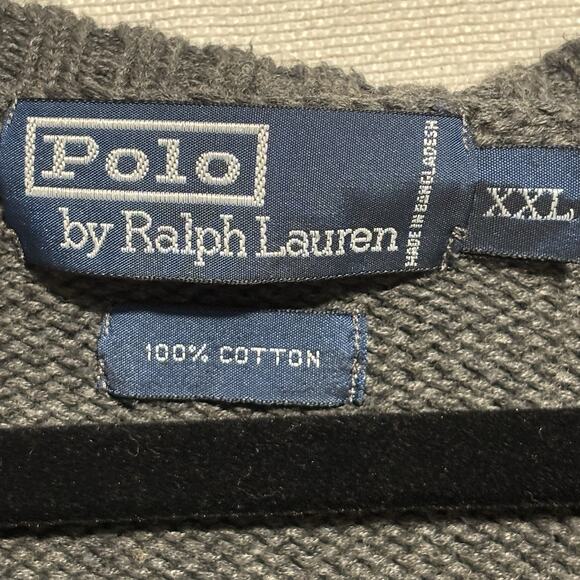 Polo
by Ralph Lauren
MADE IN BANGLADESH
XXL
100% COTTON